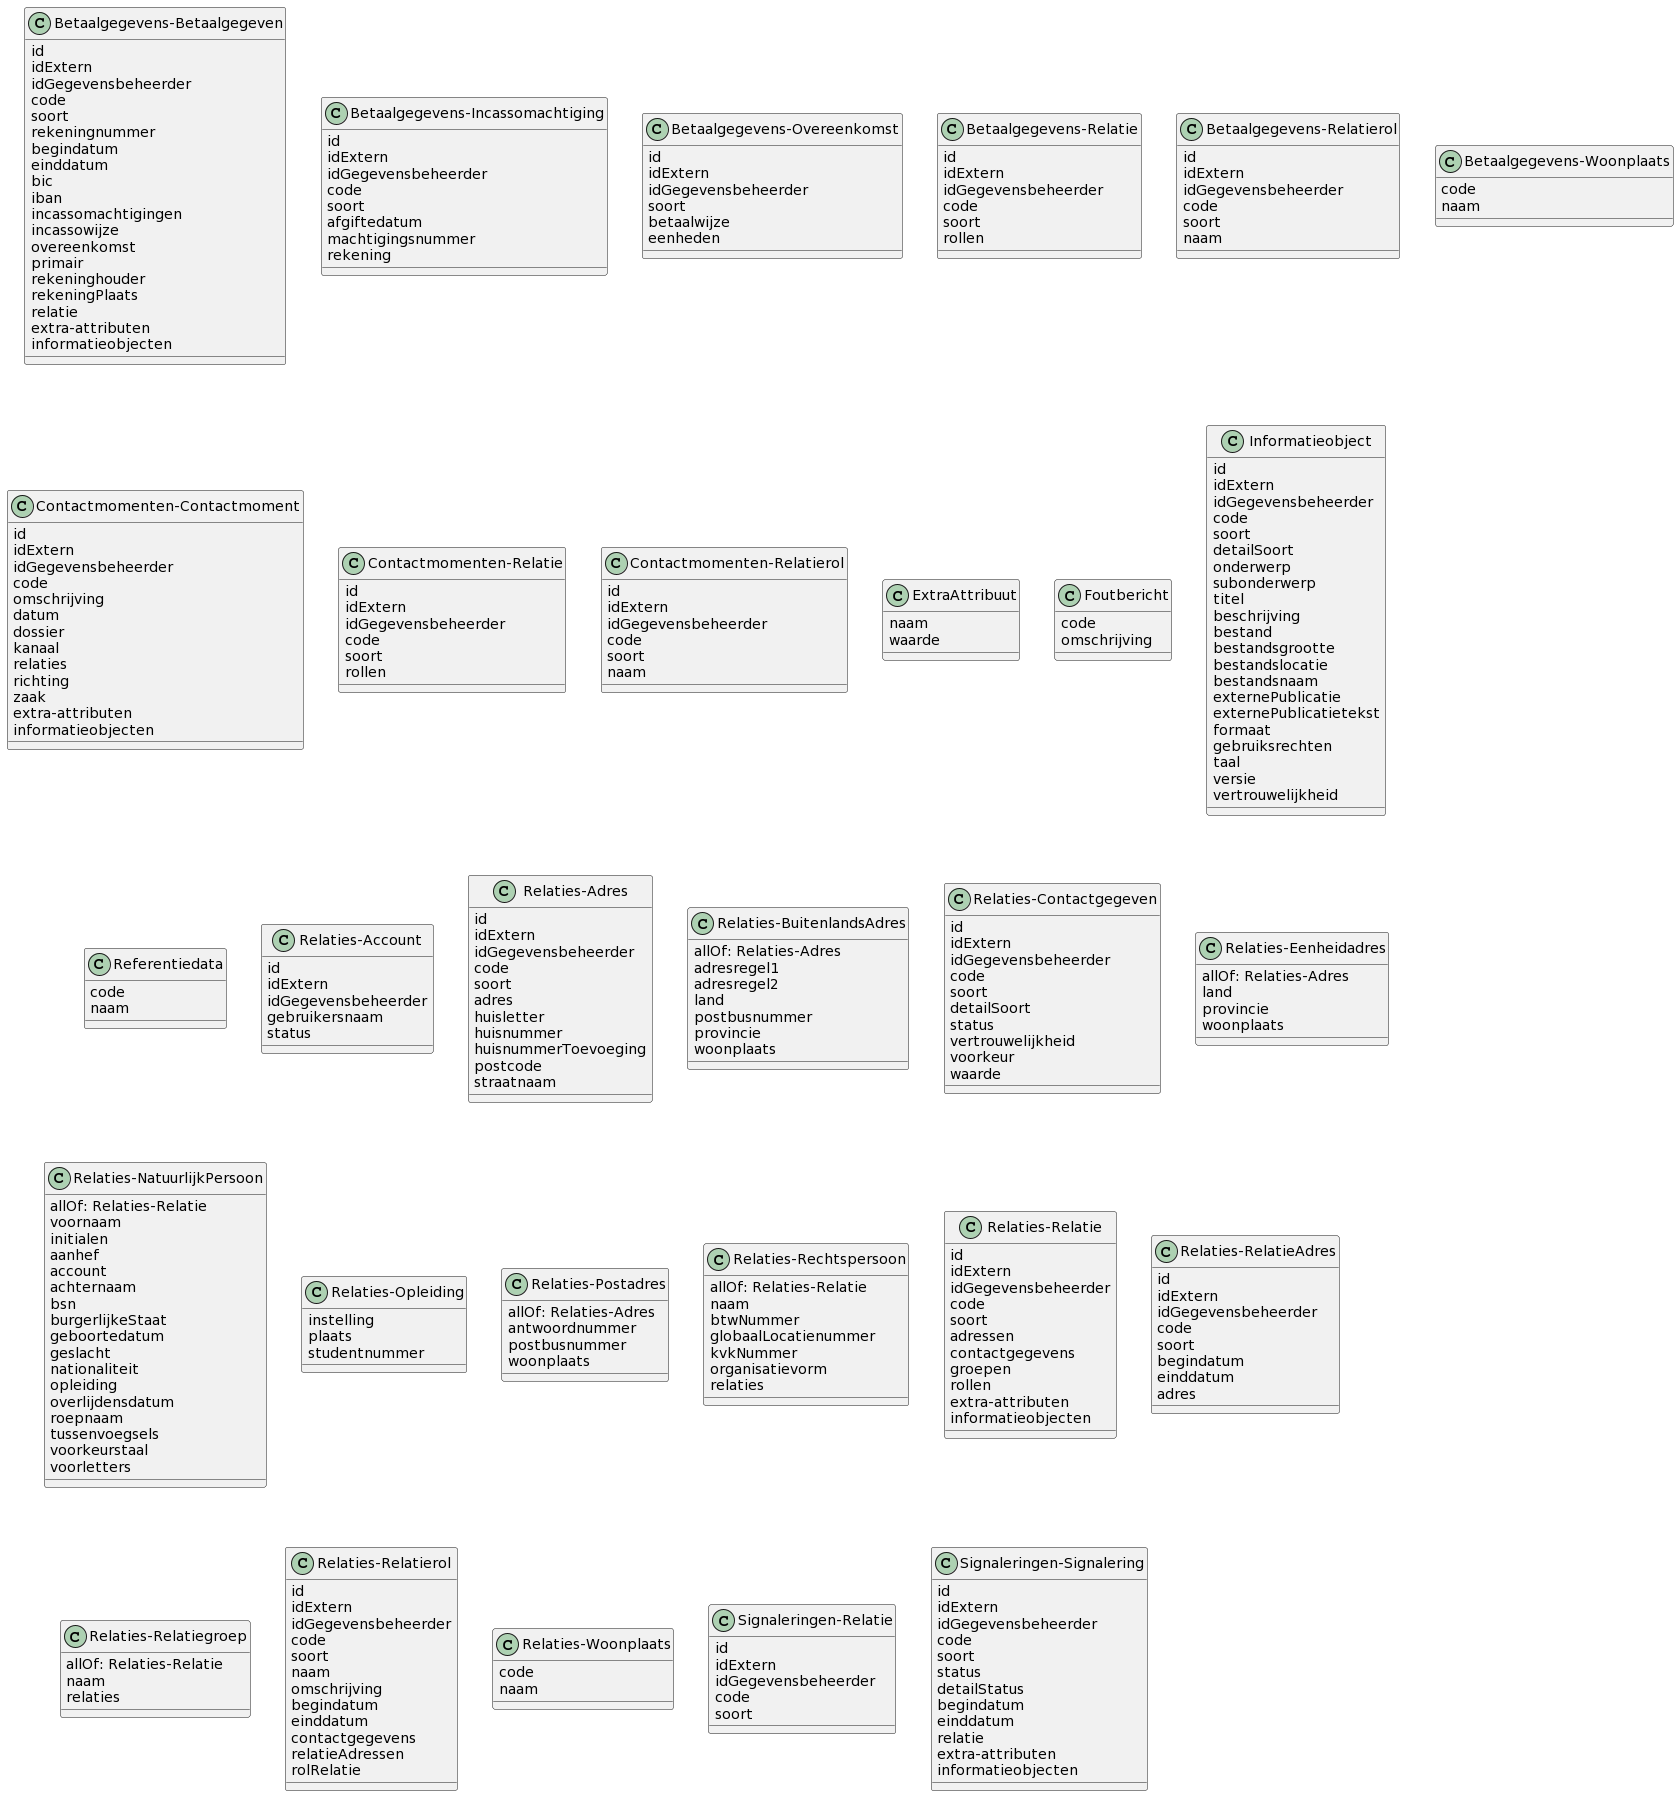 C Betaalgegevens-Betaalgegeven
id
idExtern
idGegevensbeheerder
code
soort
rekeningnummer
begindatum
einddatum
bic
iban
incassomachtigingen
incassowijze
overeenkomst
primair
rekeninghouder
rekeningPlaats
relatie
extra-attributen
informatieobjecten
C Betaalgegevens-Incassomachtiging
id
idExtern
idGegevensbeheerder
code
soort
afgiftedatum
machtigingsnummer
rekening
C Betaalgegevens-Overeenkomst
id
idExtern
idGegevensbeheerder
soort
betaalwijze
eenheden
C Betaalgegevens-Relatie
id
idExtern
idGegevensbeheerder
code
soort
rollen
C Betaalgegevens-Relatierol
id
idExtern
idGegevensbeheerder
code
soort
naam
C Betaalgegevens-Woonplaats
code
naam
C Contactmomenten-Contactmoment
id
idExtern
idGegevensbeheerder
code
omschrijving
datum
dossier
kanaal
relaties
richting
zaak
extra-attributen
informatieobjecten
C Contactmomenten-Relatie
id
idExtern
idGegevensbeheerder
code
soort
rollen
C Contactmomenten-Relatierol
id
idExtern
idGegevensbeheerder
code
soort
naam
C ExtraAttribuut
naam
waarde
C Foutbericht
code
omschrijving
C Informatieobject
id
idExtern
idGegevensbeheerder
code
soort
detailSoort
onderwerp
subonderwerp
titel
beschrijving
bestand
bestandsgrootte
bestandslocatie
bestandsnaam
externePublicatie
externePublicatietekst
formaat
gebruiksrechten
taal
versie
vertrouwelijkheid
C Referentiedata
code
naam
C Relaties-Account
id
idExtern
idGegevensbeheerder
gebruikersnaam
status
C Relaties-Adres
id
idExtern
idGegevensbeheerder
code
soort
adres
huisletter
huisnummer
huisnummerToevoeging
postcode
straatnaam
C Relaties-BuitenlandsAdres
allOf: Relaties-Adres
adresregel1
adresregel2
land
postbusnummer
provincie
woonplaats
C Relaties-Contactgegeven
id
idExtern
idGegevensbeheerder
code
soort
detailSoort
status
vertrouwelijkheid
voorkeur
waarde
C Relaties-Eenheidadres
allOf: Relaties-Adres
land
provincie
woonplaats
C Relaties-NatuurlijkPersoon
allOf: Relaties-Relatie
voornaam
initialen
aanhef
account
achternaam
bsn
burgerlijkeStaat
geboortedatum
geslacht
nationaliteit
opleiding
overlijdensdatum
roepnaam
tussenvoegsels
voorkeurstaal
voorletters
C Relaties-Opleiding
instelling
plaats
studentnummer
C Relaties-Postadres
allOf: Relaties-Adres
antwoordnummer
postbusnummer
woonplaats
C Relaties-Rechtspersoon
allOf: Relaties-Relatie
naam
btwNummer
globaalLocatienummer
kvkNummer
organisatievorm
relaties
C Relaties-Relatie
id
idExtern
idGegevensbeheerder
code
soort
adressen
contactgegevens
groepen
rollen
extra-attributen
informatieobjecten
C Relaties-RelatieAdres
id
idExtern
idGegevensbeheerder
code
soort
begindatum
einddatum
adres
C Relaties-Relatiegroep
allOf: Relaties-Relatie
naam
relaties
C Relaties-Relatierol
id
idExtern
idGegevensbeheerder
code
soort
naam
omschrijving
begindatum
einddatum
contactgegevens
relatieAdressen
rolRelatie
C Relaties-Woonplaats
code
naam
C Signaleringen-Relatie
id
idExtern
idGegevensbeheerder
code
soort
C Signaleringen-Signalering
id
idExtern
idGegevensbeheerder
code
soort
status
detailStatus
begindatum
einddatum
relatie
extra-attributen
informatieobjecten